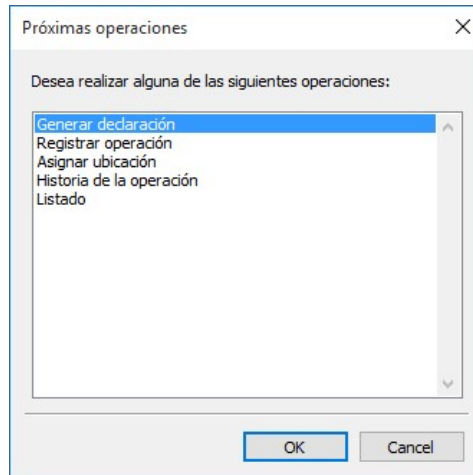 Próximas operaciones
Desea realizar alguna de las siguientes operaciones:
Generar declaración
Registrar operación
Asignar ubicación
Historia de la operación
Listado
OK
Cancel